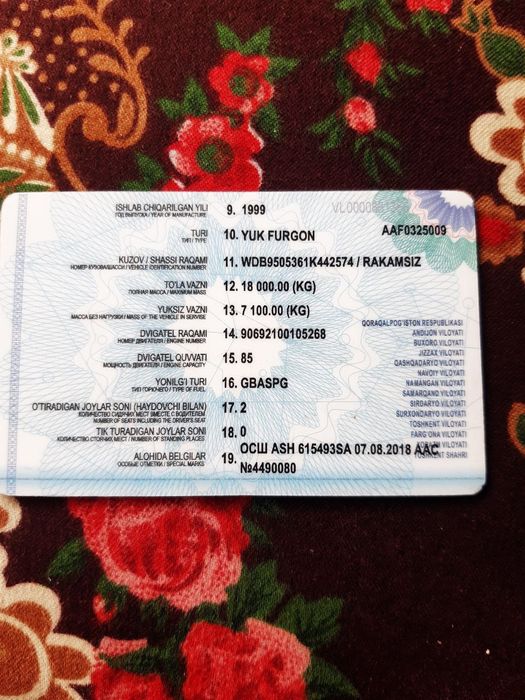 ISHLAB CHIQARILGAN YILI 9. 1999
ГОД ВЫПУСКА / YEAR OF MANUFACTURE
TURI 10. YUK FURGON AAF0325009
ТИП / TYPE
KUZOV / SHASSI RAQAMI 11. WDB9505361K442574 / RAKAMSIZ
НОМЕР КУЗОВА/ШАССИ / VEHICLE IDENTIFICATION NUMBER
TO'LA VAZNI 12. 18 000.00 (KG)
ПОЛНАЯ МАССА / MAXIMUM MASS
YUKSIZ VAZNI 13. 7 100.00 (KG)
МАССА БЕЗ НАГРУЗКИ / MASS OF THE VEHICLE IN SERVISE
DVIGATEL RAQAMI 14. 90692100105268
НОМЕР ДВИГАТЕЛЯ / ENGINE NUMBER
DVIGATEL QUVVATI 15. 85
МОЩНОСТЬ ДВИГАТЕЛЯ / ENGINE CAPACITY
YONILG'I TURI 16. GBASPG
ТИП ГОРЮЧЕГО / TYPE OF FUEL
O'TIRADIGAN JOYLAR SONI (HAYDOVCHI BILAN) 17. 2
КОЛИЧЕСТВО СИДЯЧИХ МЕСТ ВМЕСТЕ С ВОДИТЕЛЕМ
NUMBER OF SEATS INCLUDING THE DRIVER'S SEAT
TIK TURADIGAN JOYLAR SONI 18. 0
КОЛИЧЕСТВО СТОЯЧИХ МЕСТ / NUMBER OF STANDING PLACES
ALOHIDA BELGILAR 19. ОСШ ASH 615493SA 07.08.2018 AAC
ОСОБЫЕ ОТМЕТКИ / SPECIAL MARKS №4490080
QORAQALPOG'ISTON RESPUBLIKASI
ANDIJON VILOYATI
BUXORO VILOYATI
JIZZAX VILOYATI
QASHQADARYO VILOYATI
NAVOIY VILOYATI
NAMANGAN VILOYATI
SAMARQAND VILOYATI
SIRDARYO VILOYATI
SURXONDARYO VILOYATI
TOSHKENT VILOYATI
FARG'ONA VILOYATI
XORAZM VILOYATI
TOSHKENT SHAHRI